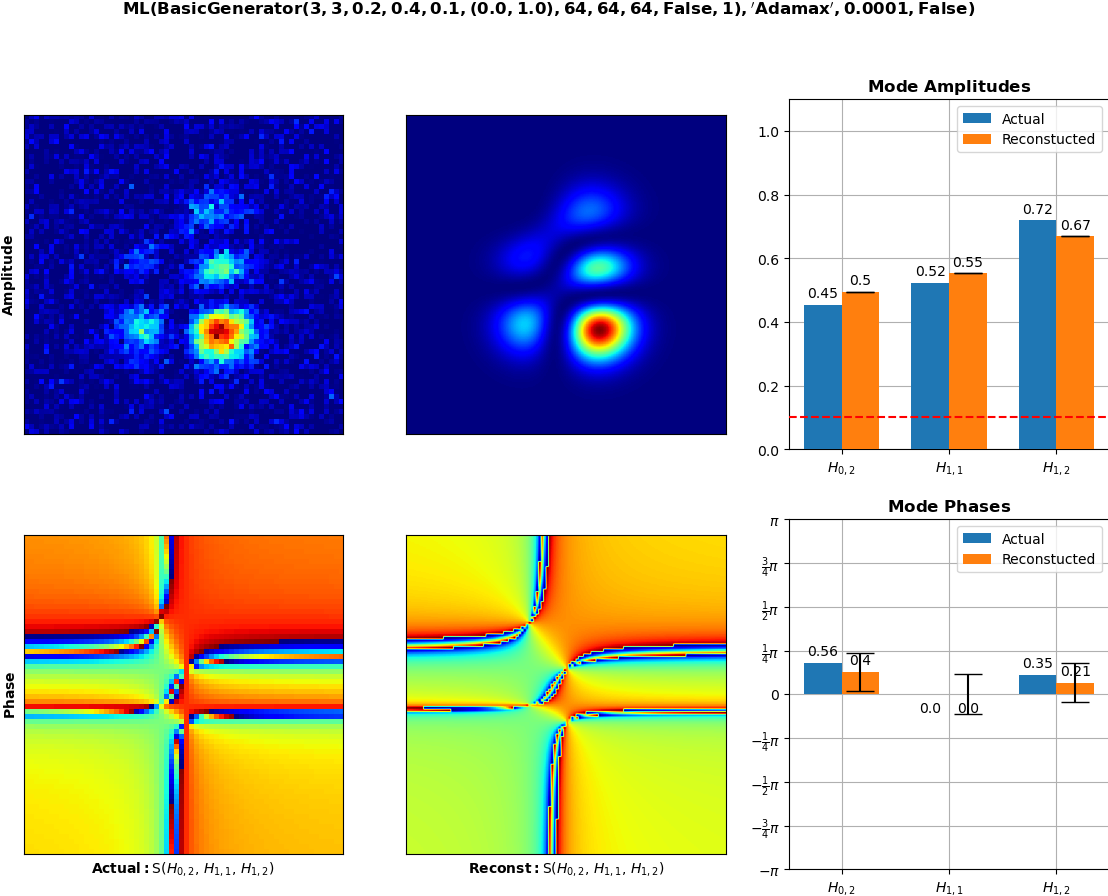 ML(BasicGenerator(3, 3, 0.2, 0.4, 0.1, (0.0, 1.0), 64, 64, 64, False, 1), ′Adamax′, 0.0001, False)
Amplitude
Mode Amplitudes
Actual
Reconstucted
1.0
0.8
0.6
0.4
0.2
0.0
0.45
0.5
0.52
0.55
0.72
0.67
H0, 2
H1, 1
H1, 2
Phase
Actual: S(H0, 2, H1, 1, H1, 2)
Reconst: S(H0, 2, H1, 1, H1, 2)
Mode Phases
Actual
Reconstucted
π
3/4π
1/2π
1/4π
0
−1/4π
−1/2π
−3/4π
−π
0.56
0.4
0.0
0.0
0.35
0.21
H0, 2
H1, 1
H1, 2